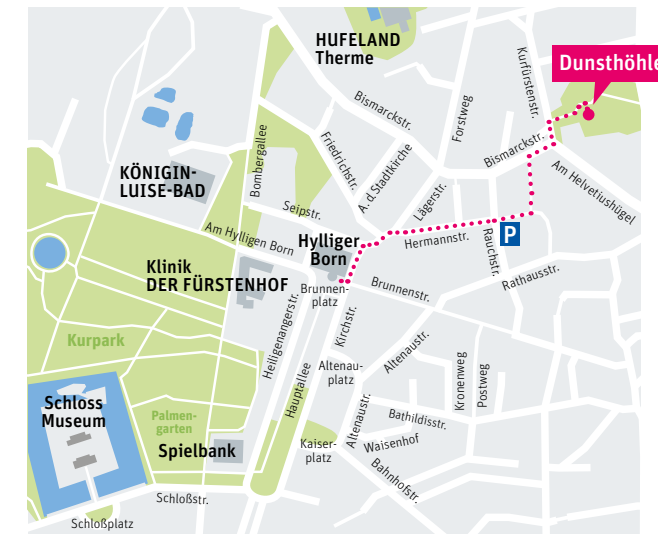 HUFELAND
Therme
Kurfürstenstr.
Dunsthöhle
Bismarckstr.
Forstweg
Friedrichstr.
A. d. Stadtkirche
Bismarckstr.
Am Helvetiushügel
Bombergallee
KÖNIGIN-
LUISE-BAD
Lägerstr.
Seipstr.
Am Hylligen Born
Hylliger
Born
Hermannstr.
P
Rauchstr.
Klinik
DER FÜRSTENHOF
Brunnen-
platz
Brunnenstr.
Rathausstr.
Heiligenangerstr.
Kirchstr.
Kurpark
Hauptallee
Altenau-
platz
Altenaustr.
Kronenweg
Postweg
Schloss
Museum
Palmen-
garten
Altenaustr.
Bathildisstr.
Spielbank
Kaiser-
platz
Waisenhof
Bahnhofstr.
Schloßstr.
Schloßplatz